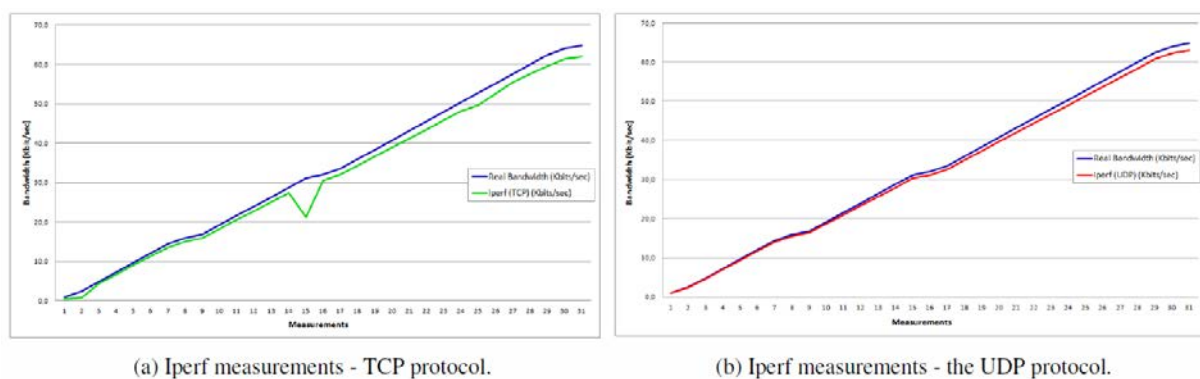 70,0
60,0
50,0
40,0
30,0
20,0
10,0
0,0
Bandwidth [Kbit/sec]
Real Bandwidth (Kbits/sec)
Iperf (TCP) (Kbits/sec)
1 2 3 4 5 6 7 8 9 10 11 12 13 14 15 16 17 18 19 20 21 22 23 24 25 26 27 28 29 30 31
Measurements
(a) Iperf measurements - TCP protocol.
70,0
60,0
50,0
40,0
30,0
20,0
10,0
0,0
Bandwidth [Kbit/sec]
Real Bandwidth (Kbits/sec)
Iperf (UDP) (Kbits/sec)
1 2 3 4 5 6 7 8 9 10 11 12 13 14 15 16 17 18 19 20 21 22 23 24 25 26 27 28 29 30 31
Measurements
(b) Iperf measurements - the UDP protocol.